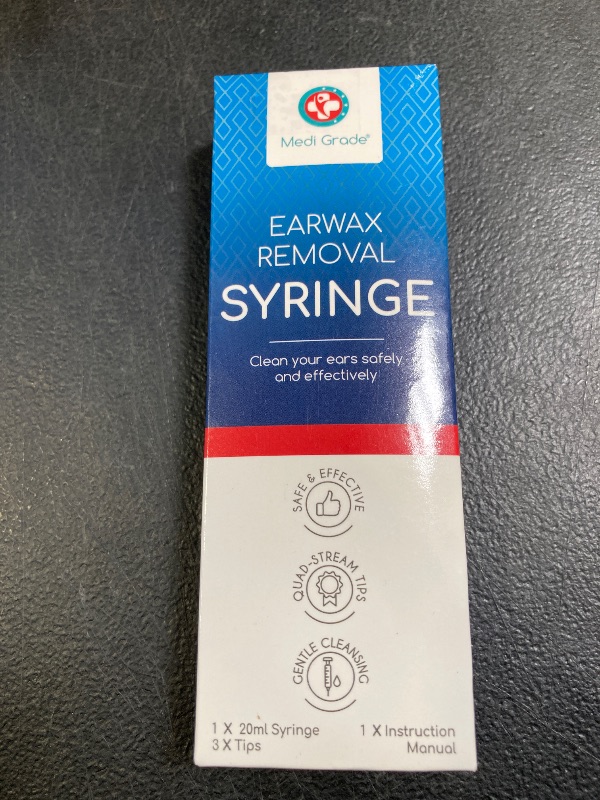 Medi Grade®
EARWAX
REMOVAL
SYRINGE
Clean your ears safely
and effectively
SAFE & EFFECTIVE
QUAD-STREAM TIPS
GENTLE CLEANSING
1 X 20ml Syringe
3 X Tips
1 X Instruction
Manual